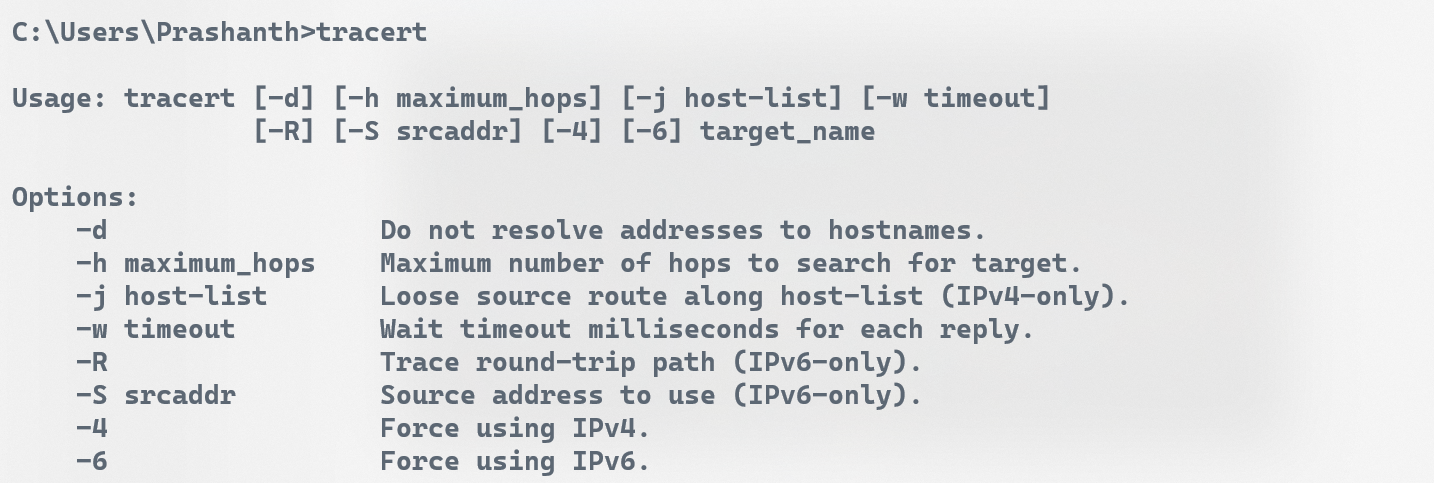 C:\Users\Prashanth>tracert
Usage: tracert [-d] [-h maximum_hops] [-j host-list] [-w timeout]
               [-R] [-S srcaddr] [-4] [-6] target_name
Options:
    -d                 Do not resolve addresses to hostnames.
    -h maximum_hops    Maximum number of hops to search for target.
    -j host-list       Loose source route along host-list (IPv4-only).
    -w timeout         Wait timeout milliseconds for each reply.
    -R                 Trace round-trip path (IPv6-only).
    -S srcaddr         Source address to use (IPv6-only).
    -4                 Force using IPv4.
    -6                 Force using IPv6.